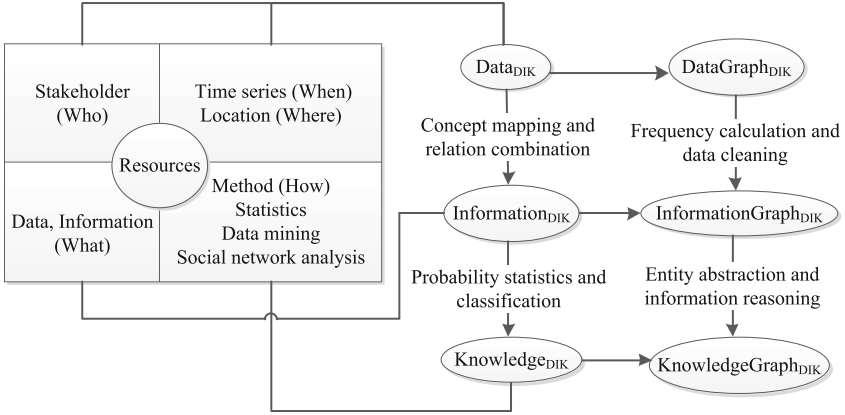 Stakeholder
(Who)
Time series (When)
Location (Where)
Resources
Data, Information
(What)
Method (How)
Statistics
Data mining
Social network analysis
DataDIK
DataGraphDIK
Concept mapping and
relation combination
Frequency calculation and
data cleaning
InformationDIK
InformationGraphDIK
Probability statistics and
classification
Entity abstraction and
information reasoning
KnowledgeDIK
KnowledgeGraphDIK